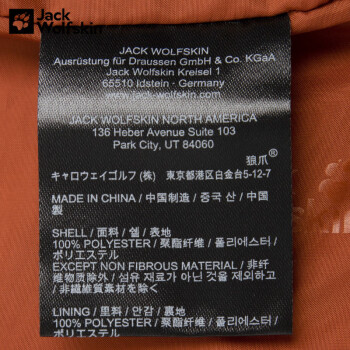 Jack
Wolfskin
JACK WOLFSKIN
Ausrüstung für Draussen GmbH & Co. KGaA
Jack Wolfskin Kreisel 1
65510 Idstein - Germany
JACK WOLFSKIN NORTH AMERICA
136 Heber Avenue Suite 103
Park City, UT 84060
狼爪®
キャロウェイゴルフ (株) 東京都港区白金台5-12-7
MADE IN CHINA / 中国制造 / 중국 산 / 中国
製
SHELL / 面料 / 쉘 / 表地
100% POLYESTER / 聚酯纤维 / 폴리에스터 /
ポリエステル
EXCEPT NON FIBROUS MATERIAL / 非纤
维质物除外 / 섬유 재료가 아닌 것을 제외하고
/ 非繊維質素材を除く
LINING / 里料 / 안감 / 裏地
100% POLYESTER / 聚酯纤维 / 폴리에스터 /
ポリエステル